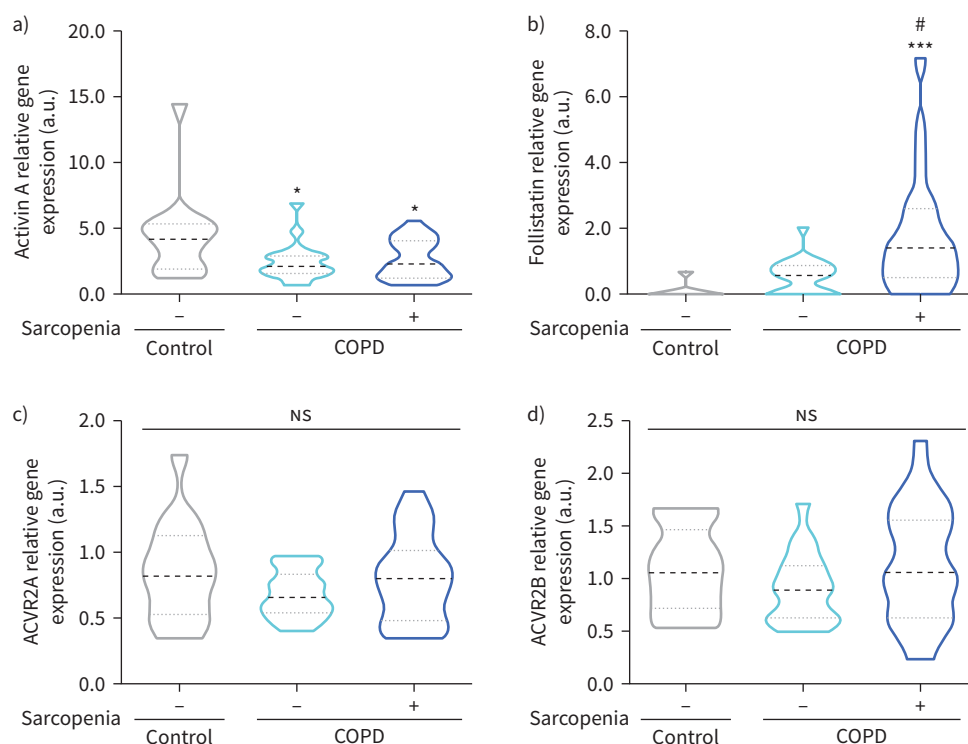 a)
Activin A relative gene
expression (a.u.)
20.0
15.0
10.0
5.0
0.0
*
*
Sarcopenia
–
–
+
Control
COPD
b)
Follistatin relative gene
expression (a.u.)
8.0
6.0
4.0
2.0
0.0
#
***
Sarcopenia
–
–
+
Control
COPD
c)
ACVR2A relative gene
expression (a.u.)
2.0
1.5
1.0
0.5
0.0
NS
Sarcopenia
–
–
+
Control
COPD
d)
ACVR2B relative gene
expression (a.u.)
2.5
2.0
1.5
1.0
0.5
0.0
NS
Sarcopenia
–
–
+
Control
COPD